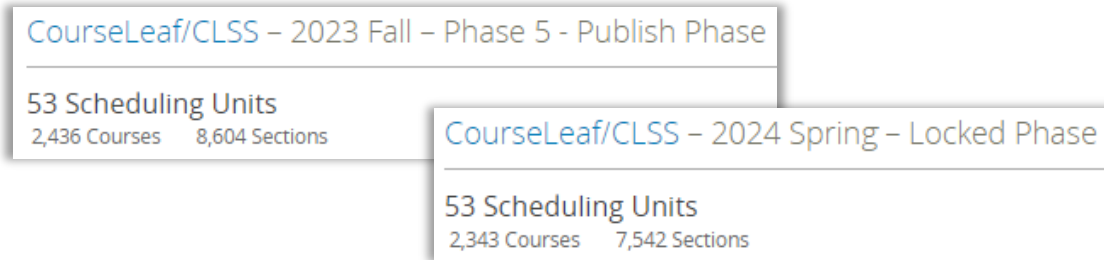 CourseLeaf/CLSS – 2023 Fall – Phase 5 - Publish Phase
53 Scheduling Units
2,436 Courses 8,604 Sections
CourseLeaf/CLSS – 2024 Spring – Locked Phase
53 Scheduling Units
2,343 Courses 7,542 Sections